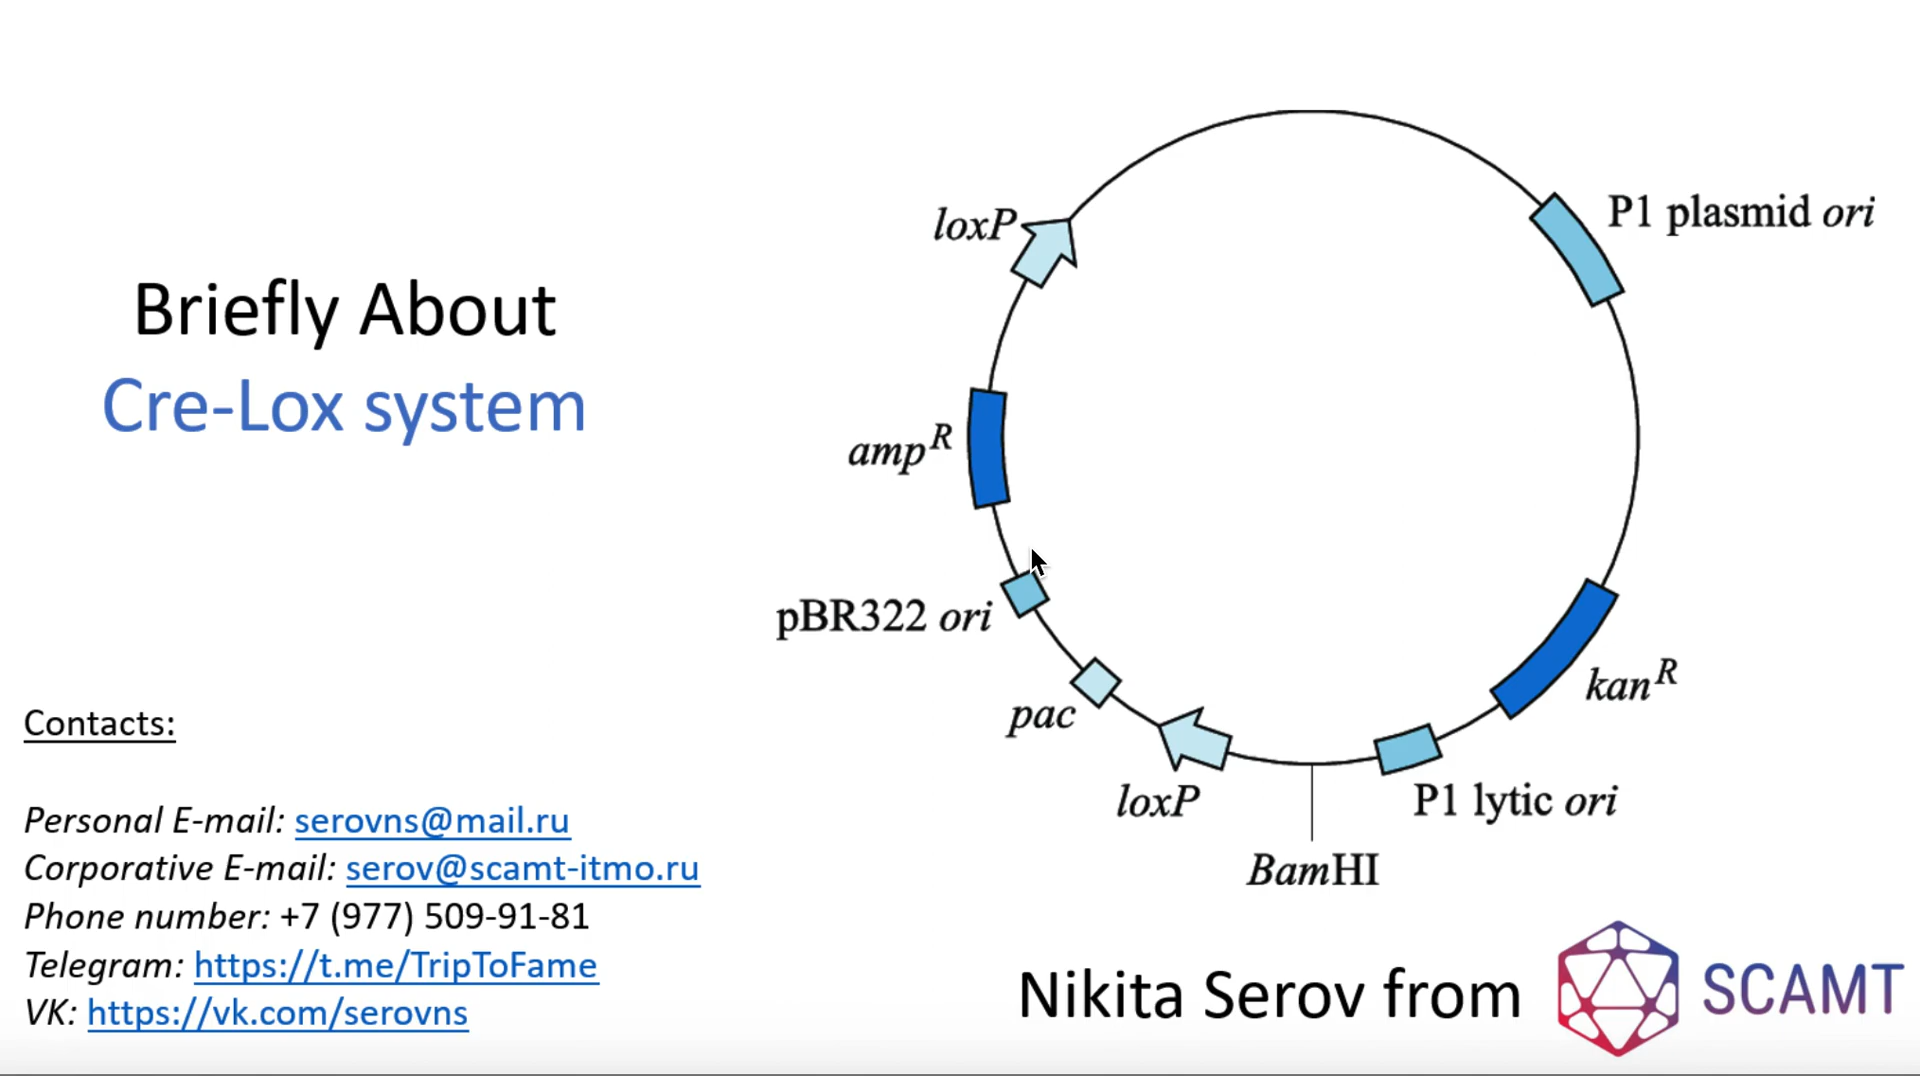 Briefly About
Cre-Lox system
loxP
P1 plasmid ori
amp^R
pBR322 ori
pac
loxP
BamHI
P1 lytic ori
kan^R
Contacts:
Personal E-mail: serovns@mail.ru
Corporative E-mail: serov@scamt-itmo.ru
Phone number: +7 (977) 509-91-81
Telegram: https://t.me/TripToFame
VK: https://vk.com/serovns
Nikita Serov from
SCAMT